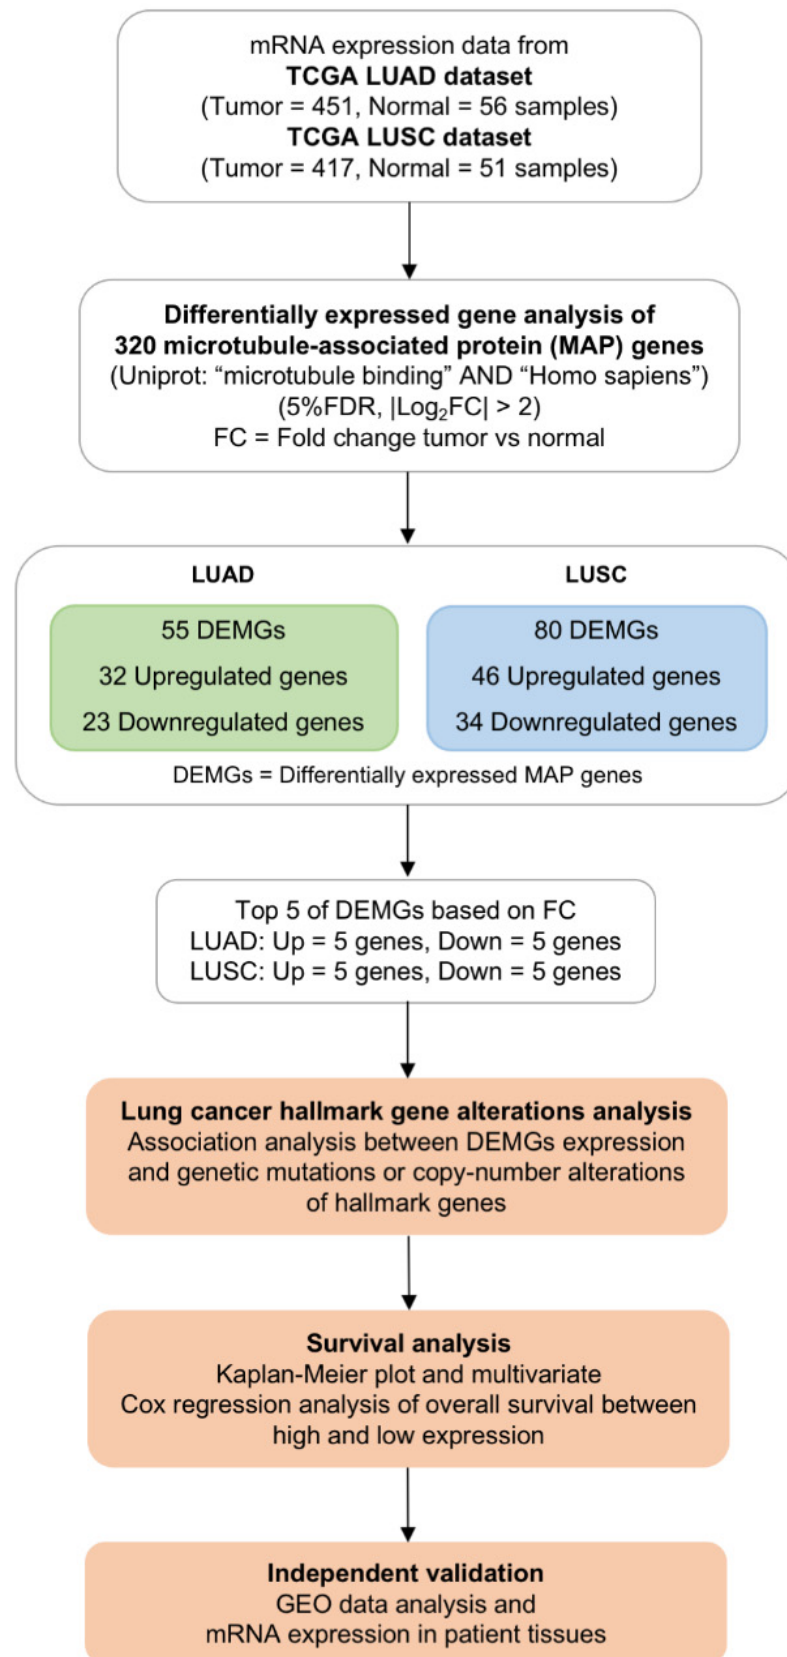 mRNA expression data from
TCGA LUAD dataset
(Tumor = 451, Normal = 56 samples)
TCGA LUSC dataset
(Tumor = 417, Normal = 51 samples)
Differentially expressed gene analysis of
320 microtubule-associated protein (MAP) genes
(Uniprot: “microtubule binding” AND “Homo sapiens”)
(5%FDR, |Log₂FC| > 2)
FC = Fold change tumor vs normal
LUAD
55 DEMGs
32 Upregulated genes
23 Downregulated genes
LUSC
80 DEMGs
46 Upregulated genes
34 Downregulated genes
DEMGs = Differentially expressed MAP genes
Top 5 of DEMGs based on FC
LUAD: Up = 5 genes, Down = 5 genes
LUSC: Up = 5 genes, Down = 5 genes
Lung cancer hallmark gene alterations analysis
Association analysis between DEMGs expression
and genetic mutations or copy-number alterations
of hallmark genes
Survival analysis
Kaplan-Meier plot and multivariate
Cox regression analysis of overall survival between
high and low expression
Independent validation
GEO data analysis and
mRNA expression in patient tissues